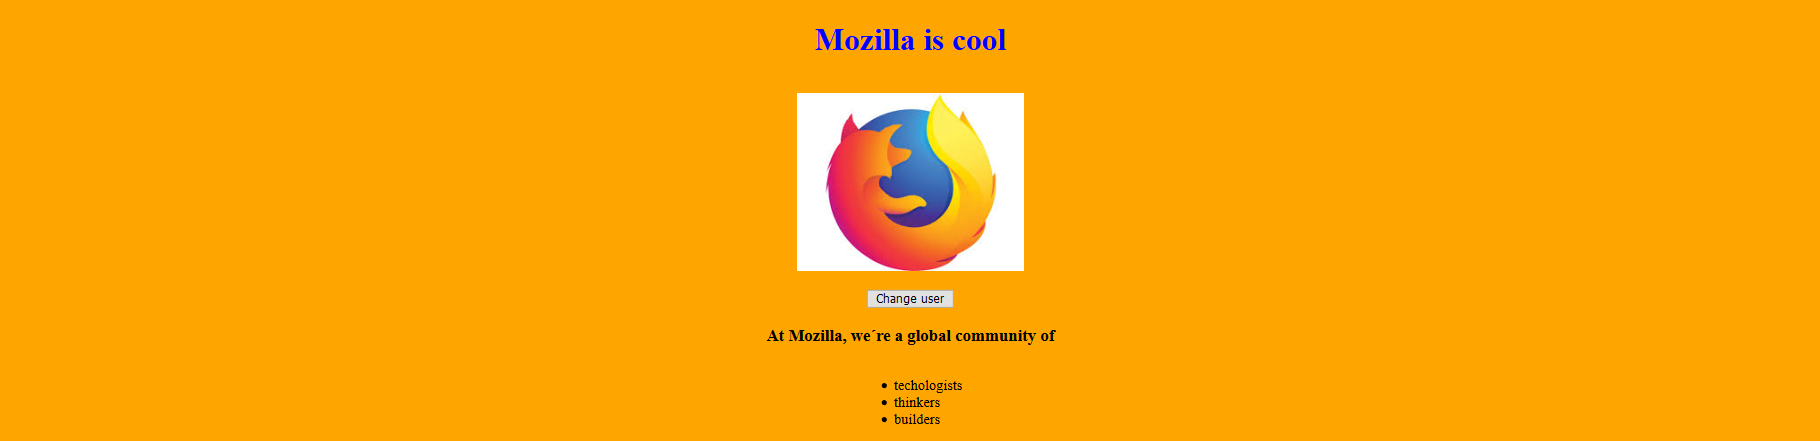 Mozilla is cool
Change user
At Mozilla, we´re a global community of
• techologists
• thinkers
• builders